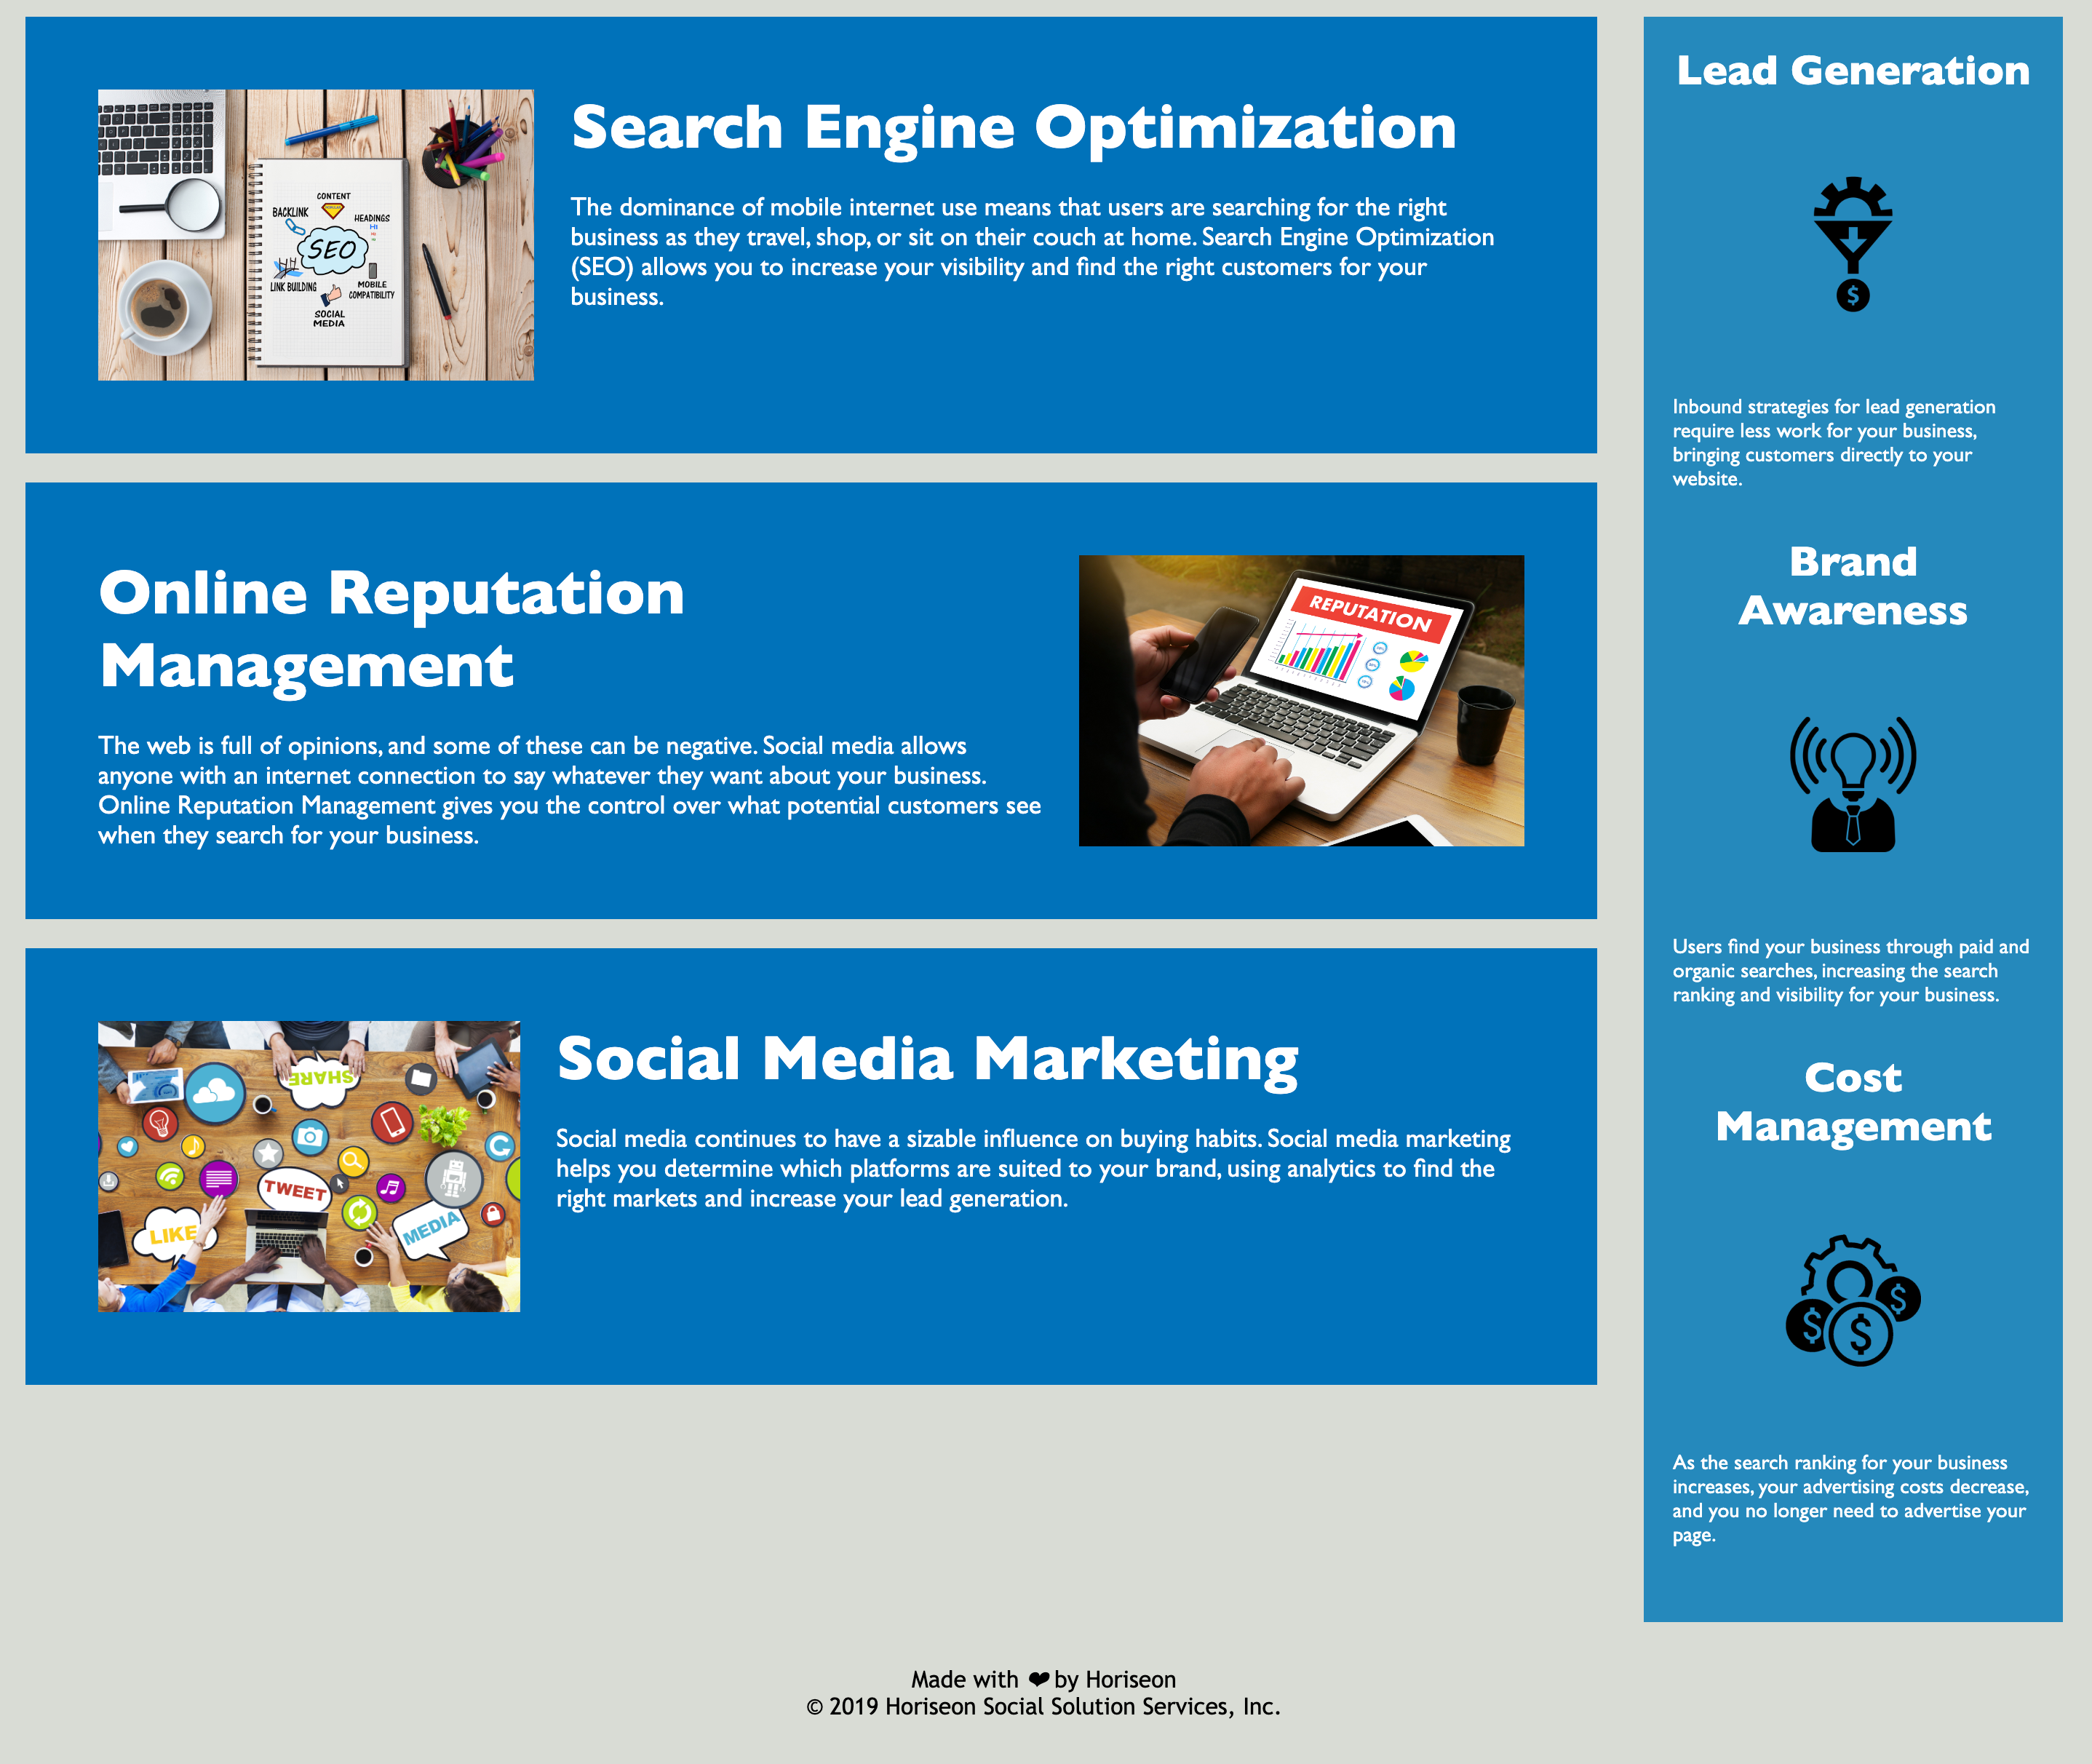 Search Engine Optimization
The dominance of mobile internet use means that users are searching for the right
business as they travel, shop, or sit on their couch at home. Search Engine Optimization
(SEO) allows you to increase your visibility and find the right customers for your
business.
CONTENT
BACKLINK
HEADINGS
H1
SEO
LINK BUILDING
MOBILE
COMPATIBILITY
SOCIAL
MEDIA
Online Reputation
Management
The web is full of opinions, and some of these can be negative. Social media allows
anyone with an internet connection to say whatever they want about your business.
Online Reputation Management gives you the control over what potential customers see
when they search for your business.
REPUTATION
Social Media Marketing
Social media continues to have a sizable influence on buying habits. Social media marketing
helps you determine which platforms are suited to your brand, using analytics to find the
right markets and increase your lead generation.
SHARE
TWEET
LIKE
MEDIA
Lead Generation
$
Inbound strategies for lead generation
require less work for your business,
bringing customers directly to your
website.
Brand
Awareness
Users find your business through paid and
organic searches, increasing the search
ranking and visibility for your business.
Cost
Management
$
$
$
As the search ranking for your business
increases, your advertising costs decrease,
and you no longer need to advertise your
page.
Made with ❤ by Horiseon
© 2019 Horiseon Social Solution Services, Inc.